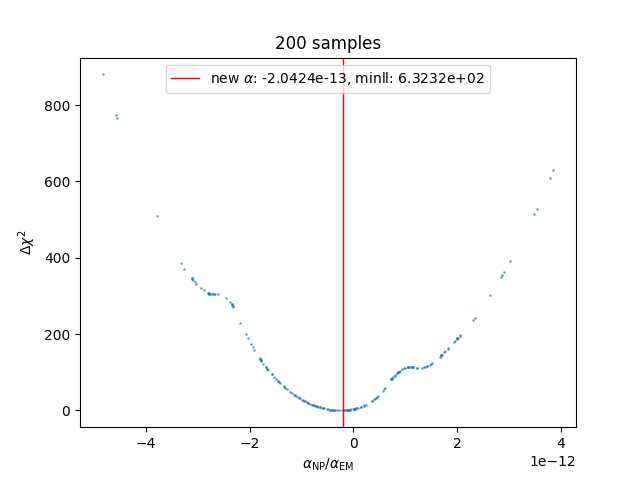 200 samples
new α: -2.0424e-13, minll: 6.3232e+02
Δχ²
800
600
400
200
0
−4 −2 0 2 4
1e−12
α_NP/α_EM